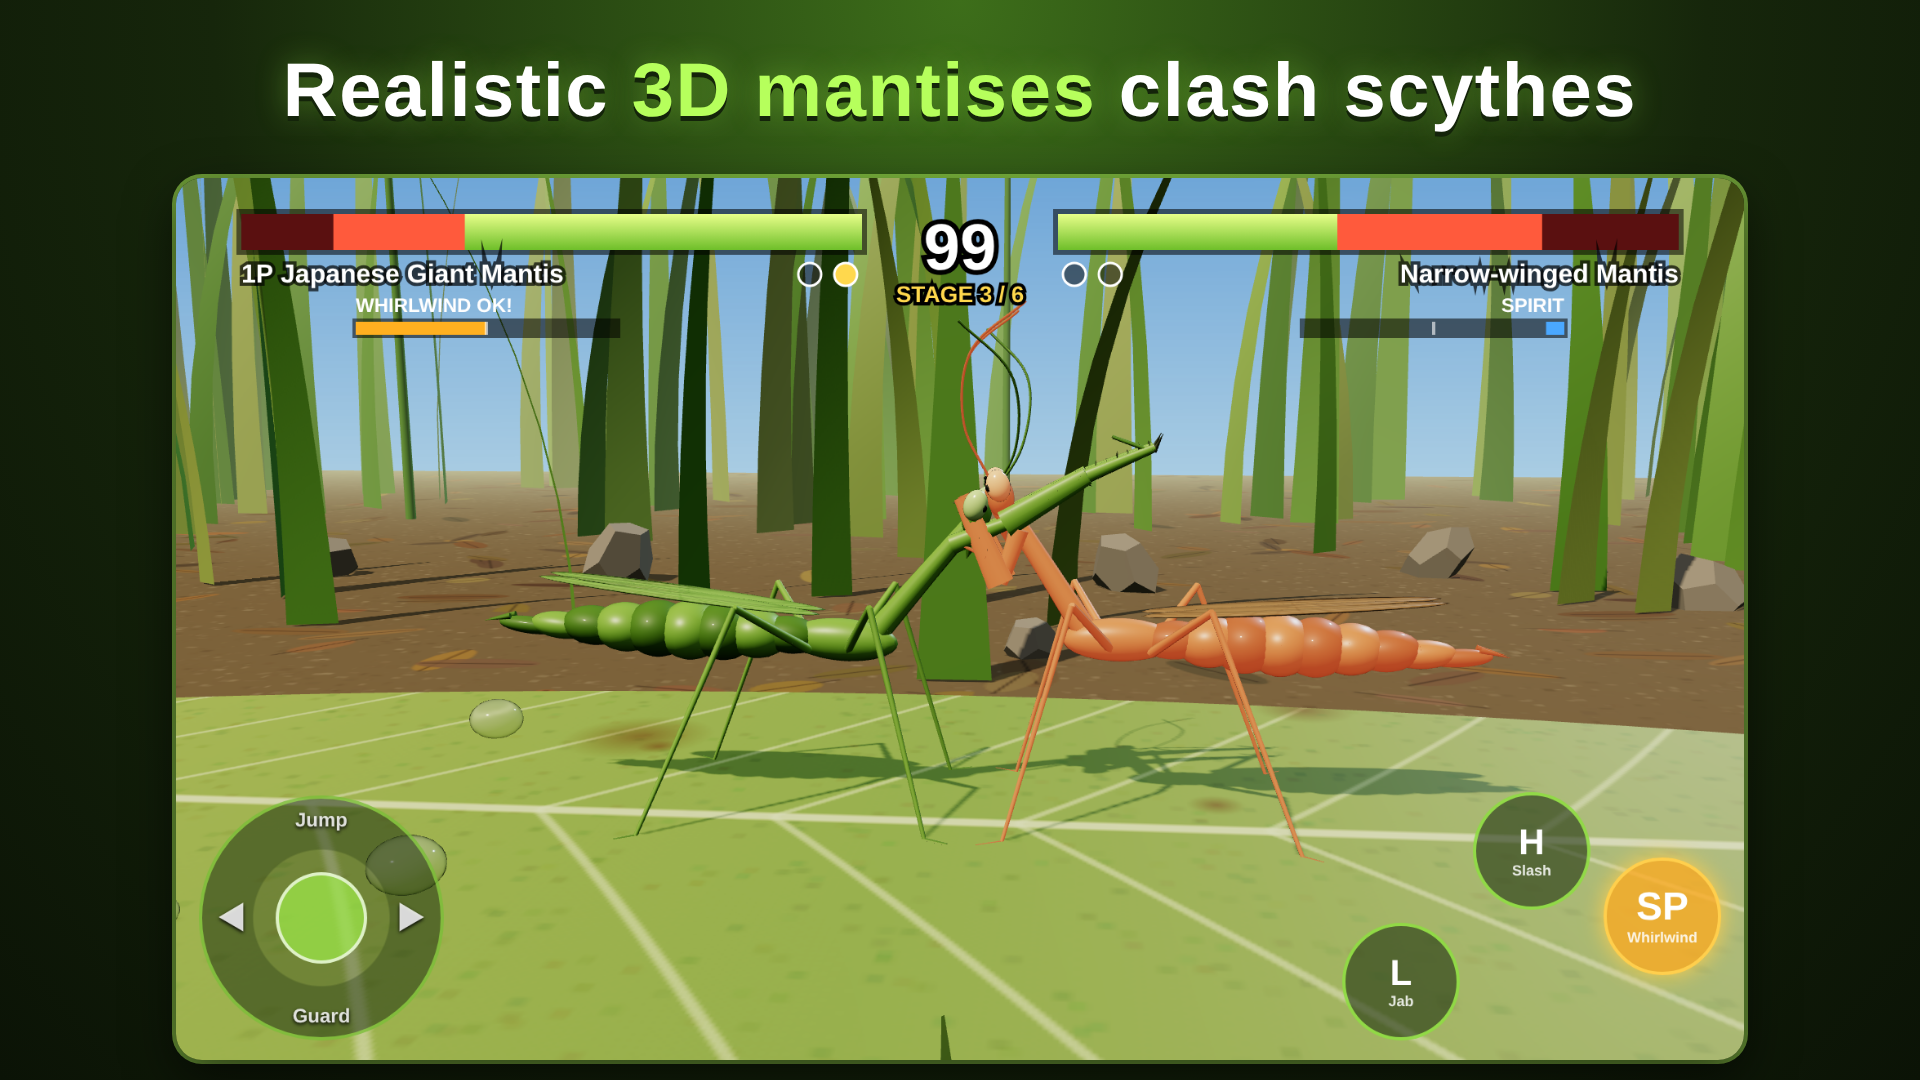 Realistic 3D mantises clash scythes
99
STAGE 3 / 6
1P Japanese Giant Mantis
WHIRLWIND OK!
Narrow-winged Mantis
SPIRIT
Jump
Guard
H
Slash
SP
Whirlwind
L
Jab